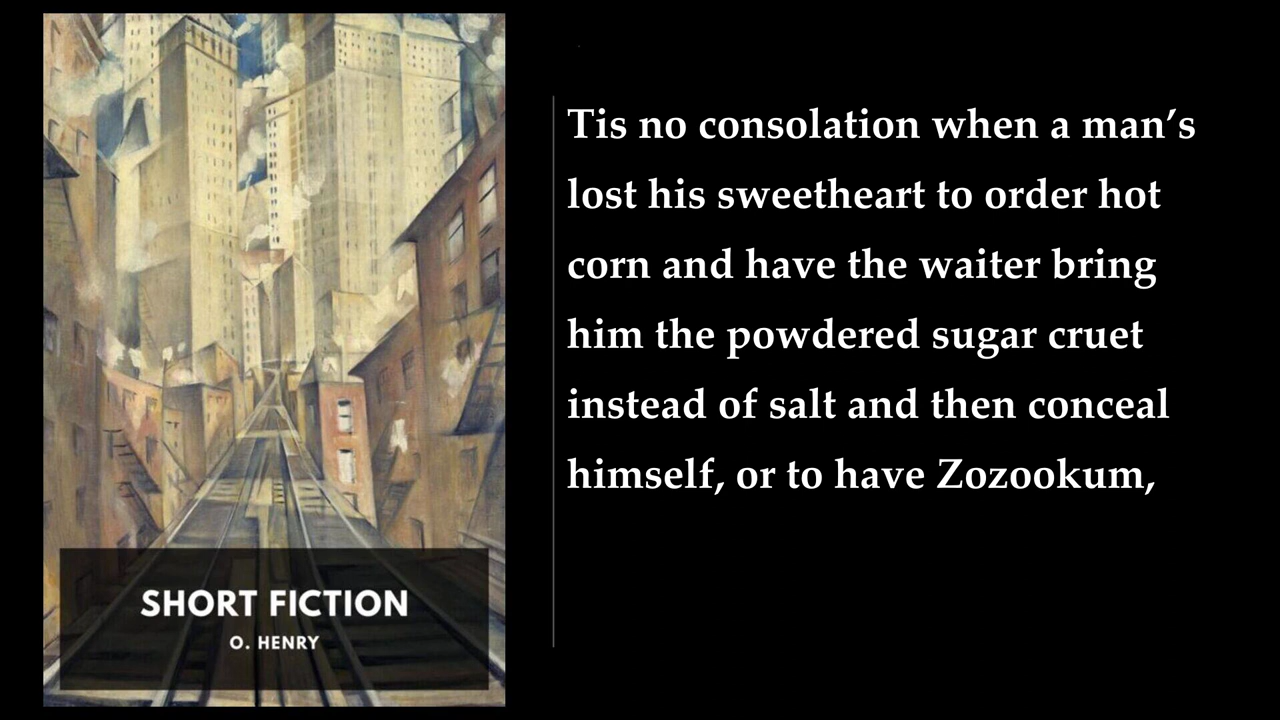 SHORT FICTION
O. HENRY
Tis no consolation when a man’s
lost his sweetheart to order hot
corn and have the waiter bring
him the powdered sugar cruet
instead of salt and then conceal
himself, or to have Zozookum,